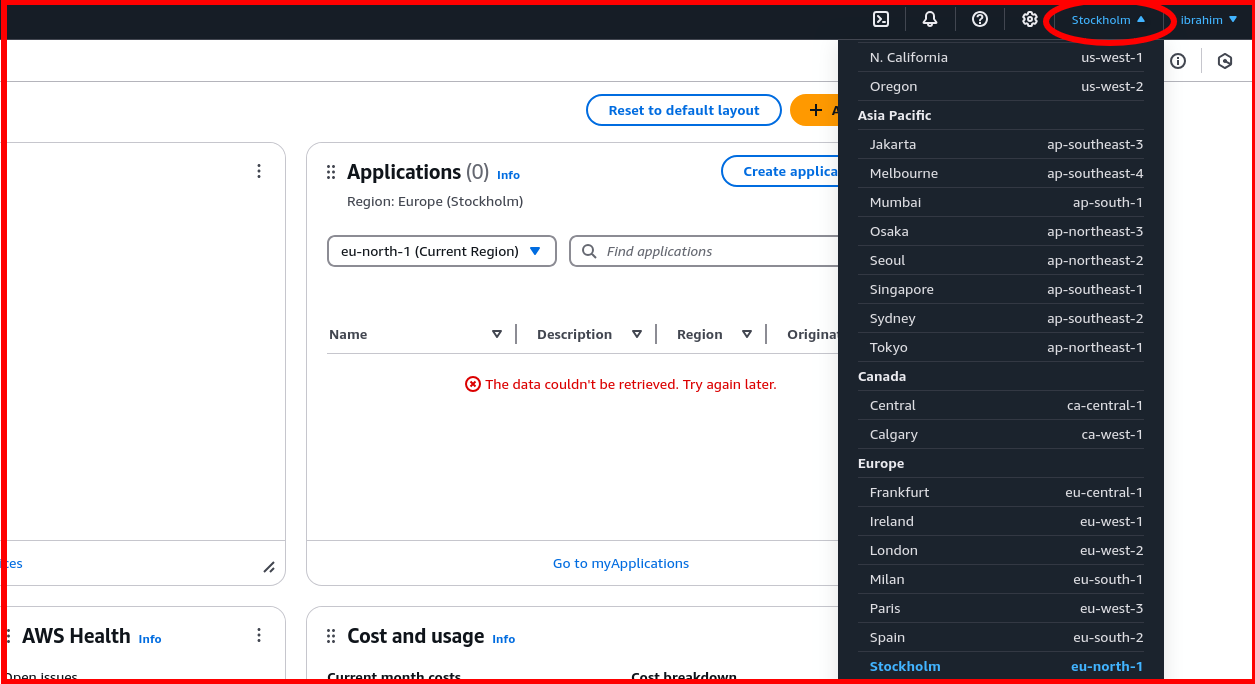 Stockholm ▲
ibrahim ▼
N. California us-west-1
Oregon us-west-2
Asia Pacific
Jakarta ap-southeast-3
Melbourne ap-southeast-4
Mumbai ap-south-1
Osaka ap-northeast-3
Seoul ap-northeast-2
Singapore ap-southeast-1
Sydney ap-southeast-2
Tokyo ap-northeast-1
Canada
Central ca-central-1
Calgary ca-west-1
Europe
Frankfurt eu-central-1
Ireland eu-west-1
London eu-west-2
Milan eu-south-1
Paris eu-west-3
Spain eu-south-2
Stockholm eu-north-1
Reset to default layout
+ A
Applications (0) Info
Create applica
Region: Europe (Stockholm)
eu-north-1 (Current Region)
Find applications
Name Description Region Origina
The data couldn't be retrieved. Try again later.
Go to myApplications
ces
AWS Health Info
Open issues
Cost and usage Info
Current month costs Cost breakdown